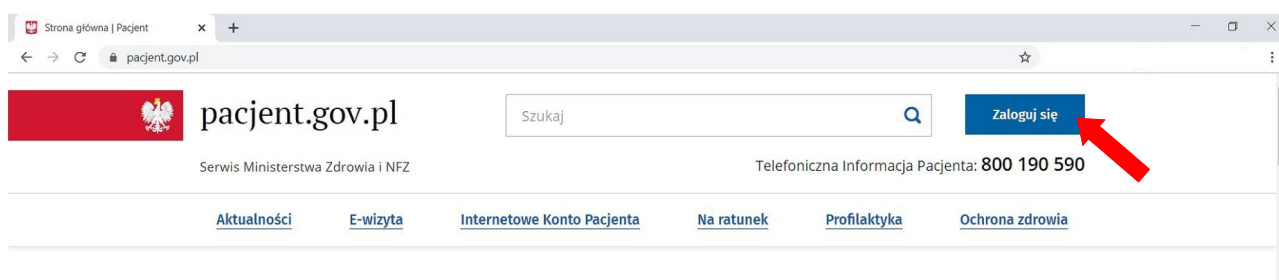 Strona główna | Pacjent
pacjent.gov.pl
pacjent.gov.pl
Szukaj
Zaloguj się
Serwis Ministerstwa Zdrowia i NFZ
Telefoniczna Informacja Pacjenta: 800 190 590
Aktualności E-wizyta Internetowe Konto Pacjenta Na ratunek Profilaktyka Ochrona zdrowia